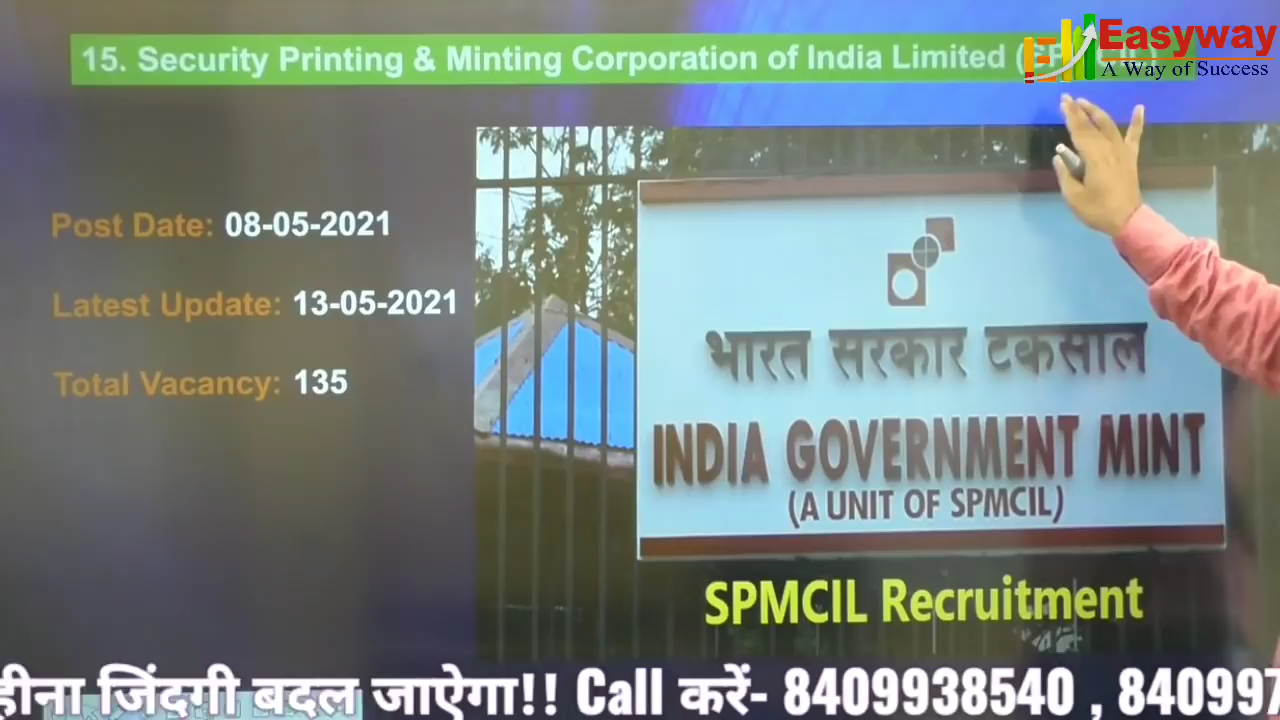 15. Security Printing & Minting Corporation of India Limited
Easyway
A Way of Success
Post Date: 08-05-2021
Latest Update: 13-05-2021
Total Vacancy: 135
भारत सरकार टकसाल
INDIA GOVERNMENT MINT
(A UNIT OF SPMCIL)
SPMCIL Recruitment
जिंदगी बदल जाऐगा!! Call करें- 8409938540 ,